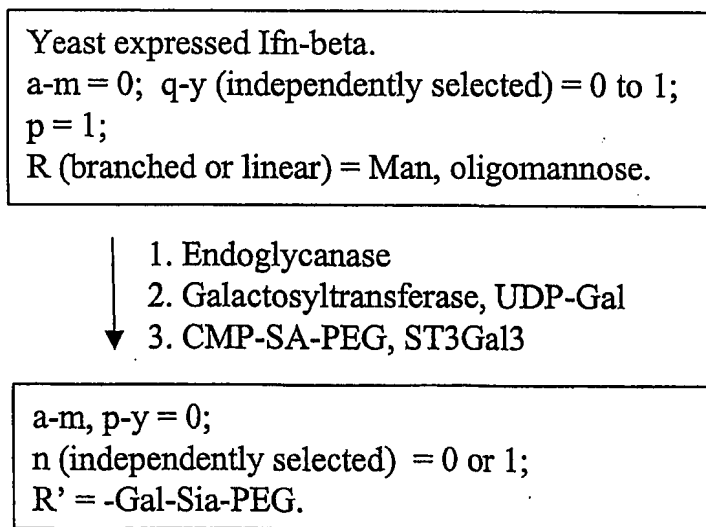 Yeast expressed Ifn-beta.
a-m = 0; q-y (independently selected) = 0 to 1;
p = 1;
R (branched or linear) = Man, oligomannose.
1. Endoglycanase
2. Galactosyltransferase, UDP-Gal
3. CMP-SA-PEG, ST3Gal3
a-m, p-y = 0;
n (independently selected) = 0 or 1;
R' = -Gal-Sia-PEG.